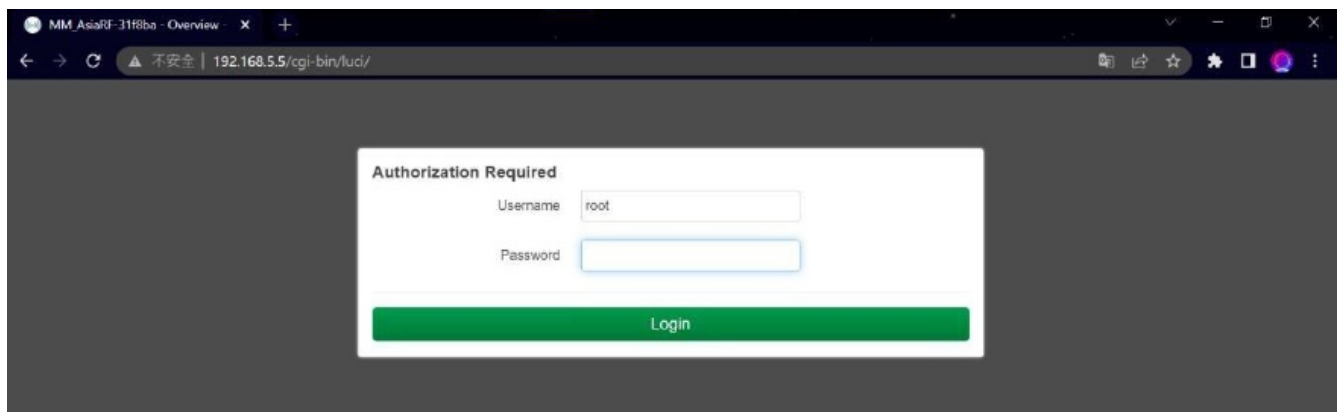 MM_AsiaRF-31f8ba - Overview -
不安全 | 192.168.5.5/cgi-bin/luci/
Authorization Required
Username root
Password
Login